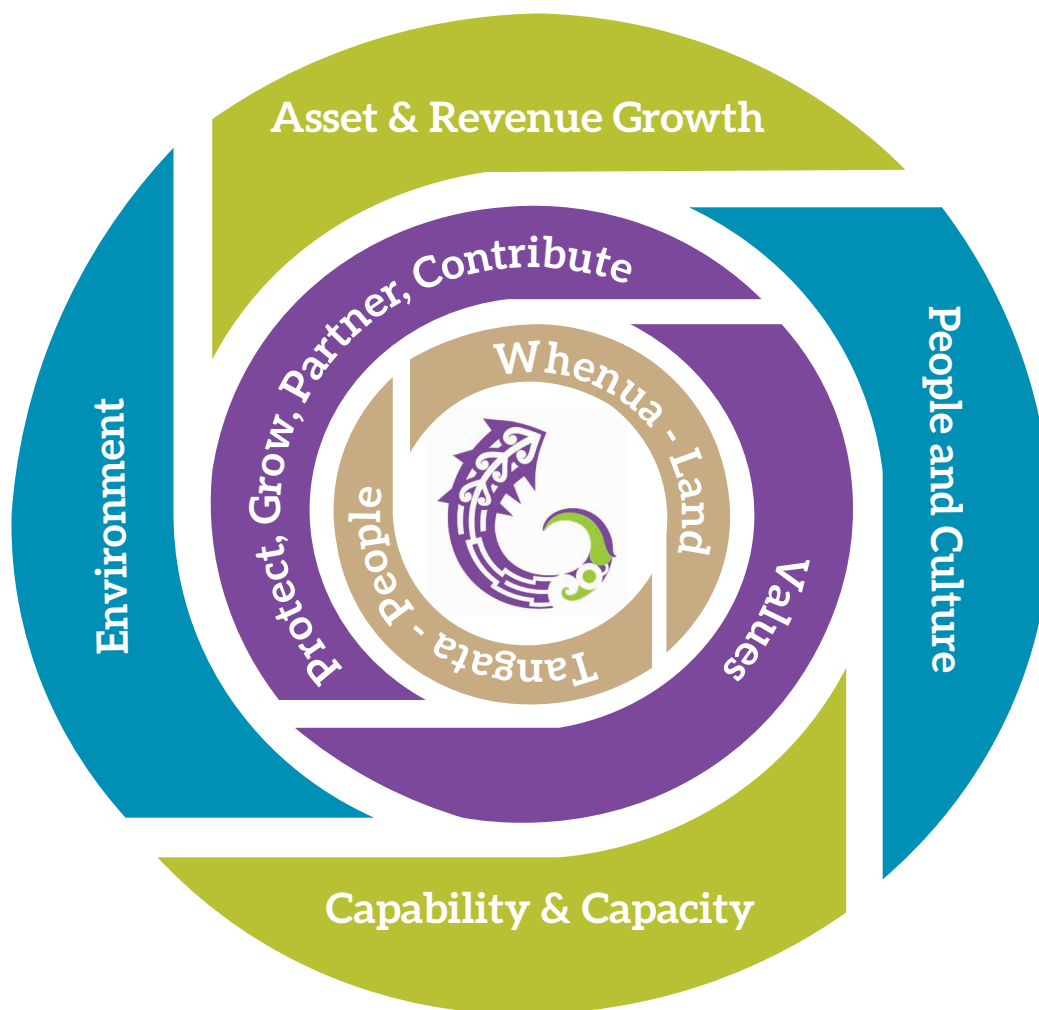 Asset & Revenue Growth
Protect, Grow, Partner, Contribute
Whenua - Land
People and Culture
Environment
Tangata - People
Values
Capability & Capacity